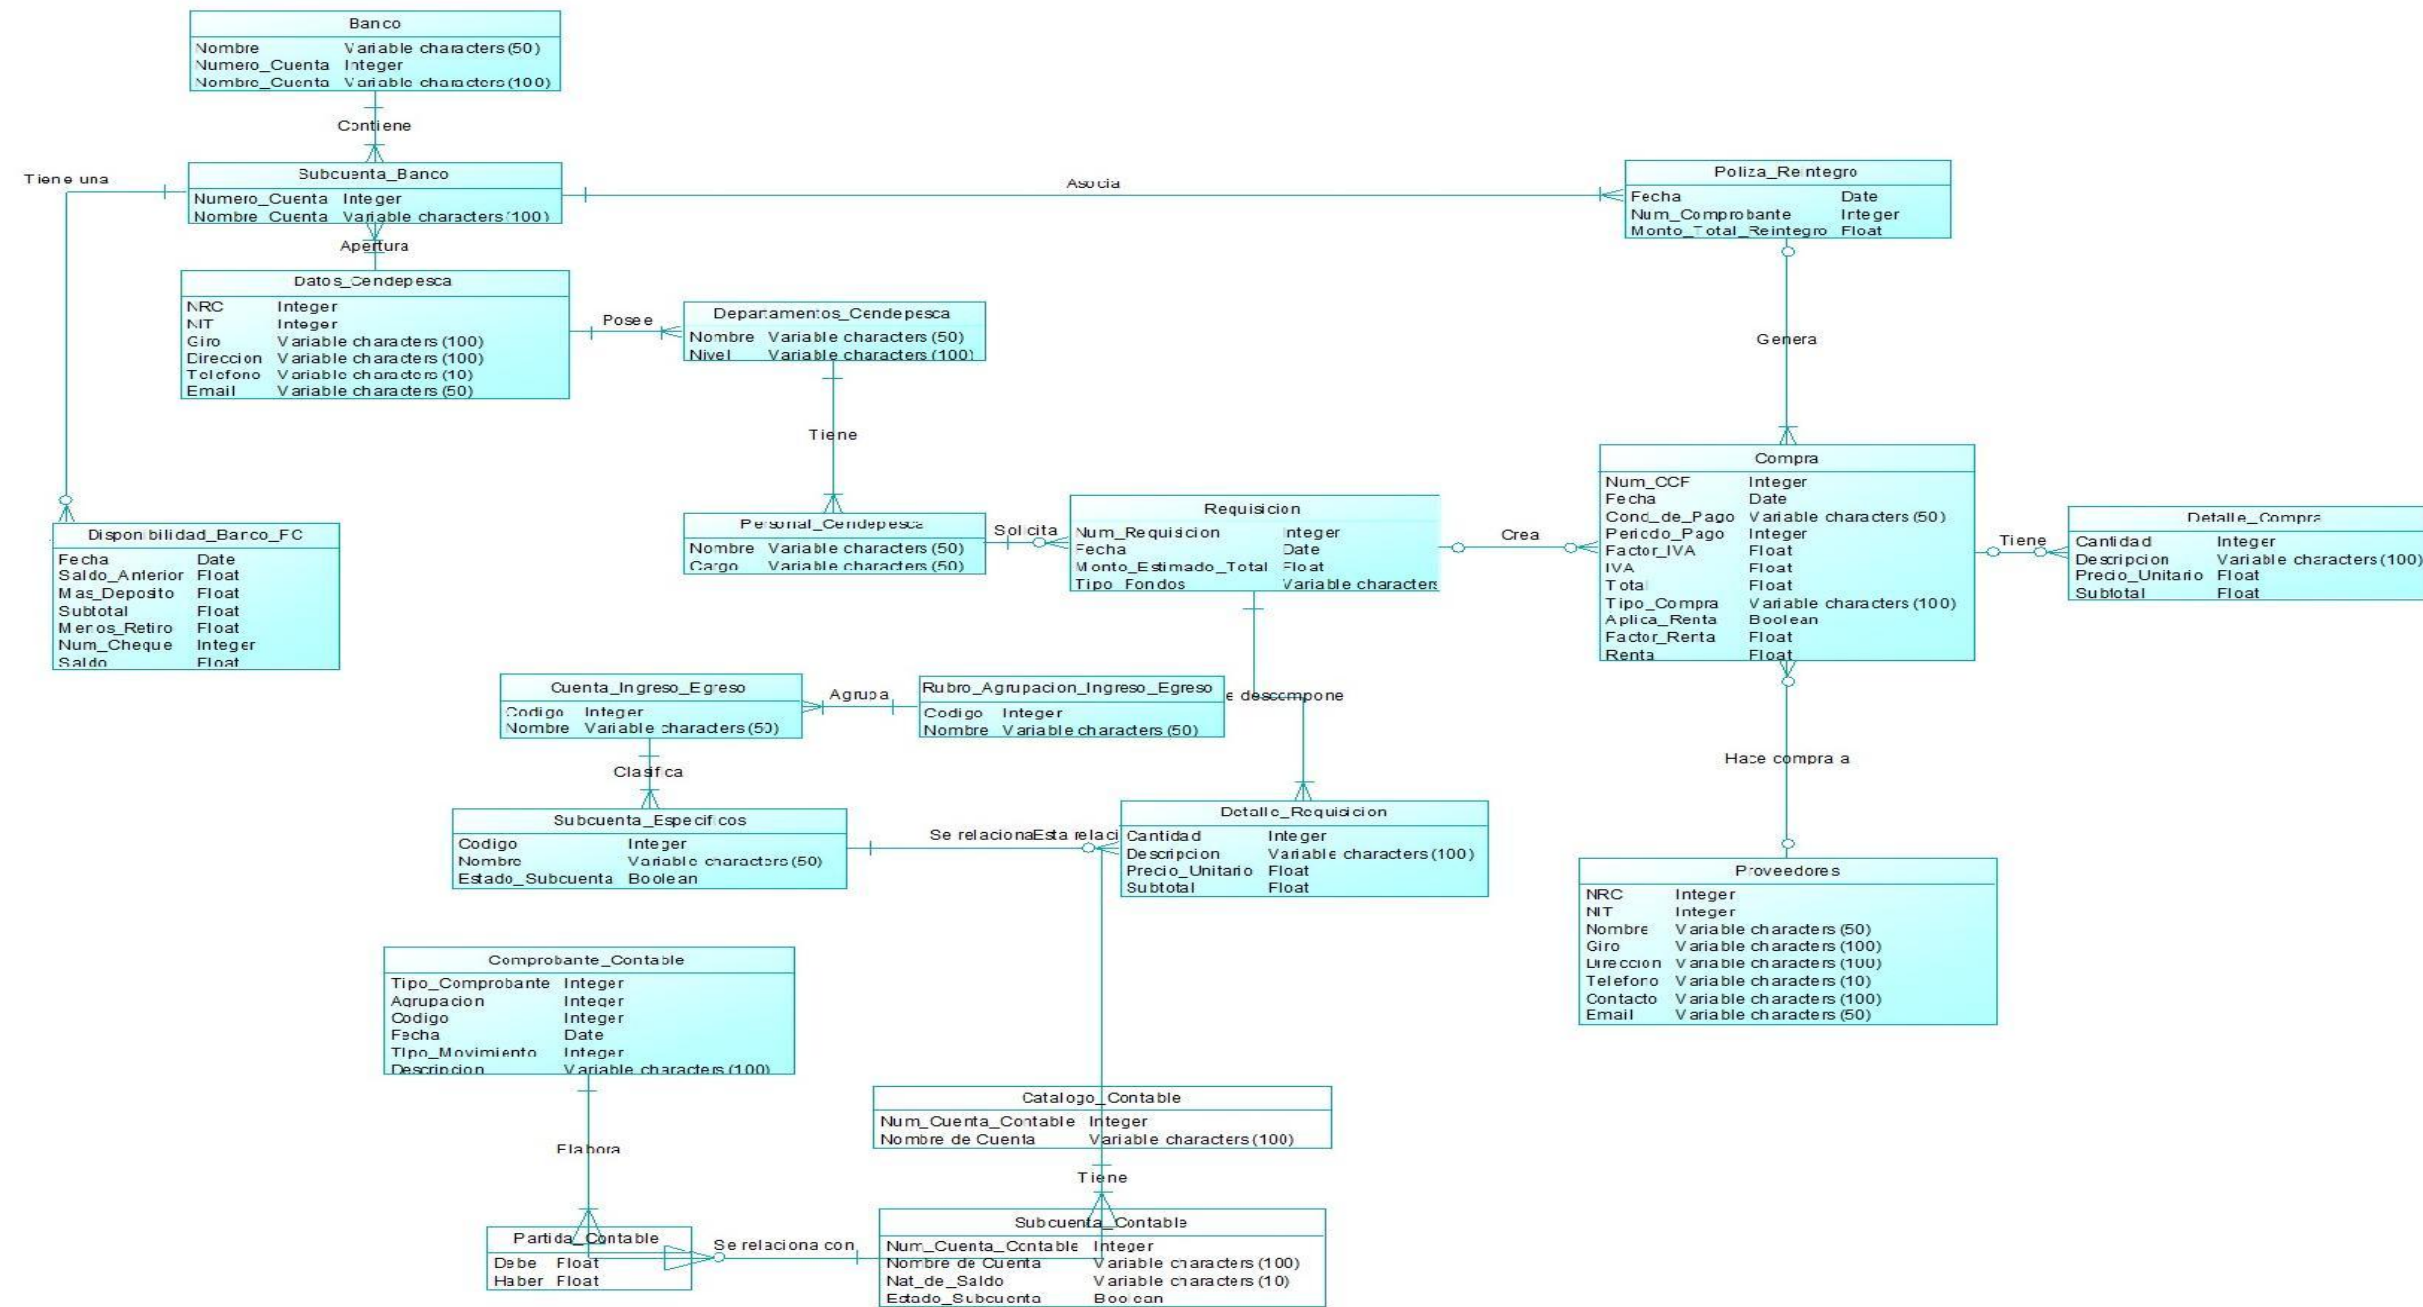 Banco
Nombre Variable characters (50)
Numero_Cuenta Integer
Nombre_Cuenta Variable characters (100)
Contiene
Tiene una
Subcuenta_Banco
Numero_Cuenta Integer
Nombre_Cuenta Variable characters (100)
Asocia
Poliza_Reintegro
Fecha Date
Num_Comprobante Integer
Monto_Total_Reintegro Float
Apertura
Datos_Cendepesca
NRC Integer
NIT Integer
Giro Variable characters (100)
Direccion Variable characters (100)
Telefono Variable characters (10)
Email Variable characters (50)
Posee
Departamentos_Cendepesca
Nombre Variable characters (50)
Nivel Variable characters (100)
Genera
Tiene
Compra
Num_CCF Integer
Fecha Date
Cond_de_Pago Variable characters (50)
Periodo_Pago Integer
Factor_IVA Float
IVA Float
Total Float
Tipo_Compra Variable characters (100)
Aplica_Renta Boolean
Factor_Renta Float
Renta Float
Tiene
Detalle_Compra
Cantidad Integer
Descripcion Variable characters (100)
Precio_Unitario Float
Subtotal Float
Personal_Cendepesca
Nombre Variable characters (50)
Cargo Variable characters (50)
Solicita
Requisicion
Num_Requisicion Integer
Fecha Date
Monto_Estimado_Total Float
Tipo_Fondos Variable characters
Crea
Disponibilidad_Banco_FC
Fecha Date
Saldo_Anterior Float
Mas_Deposito Float
Subtotal Float
Menos_Retiro Float
Num_Cheque Integer
Saldo Float
Cuenta_Ingreso_Egreso
Codigo Integer
Nombre Variable characters (50)
Agrupa
Rubro_Agrupacion_Ingreso_Egreso
Codigo Integer
Nombre Variable characters (50)
e descompone
Clasifica
Hace compra a
Subcuenta_Especificos
Codigo Integer
Nombre Variable characters (50)
Estado_Subcuenta Boolean
Se relaciona Esta relaci
Detalle_Requisicion
Cantidad Integer
Descripcion Variable characters (100)
Precio_Unitario Float
Subtotal Float
Proveedores
NRC Integer
NIT Integer
Nombre Variable characters (50)
Giro Variable characters (100)
Dirección Variable characters (100)
Telefono Variable characters (10)
Contacto Variable characters (100)
Email Variable characters (50)
Comprobante_Contable
Tipo_Comprobante Integer
Agrupacion Integer
Codigo Integer
Fecha Date
TIpo_Movimiento Integer
Descripcion Variable characters (100)
Elabora
Catalogo_Contable
Num_Cuenta_Contable Integer
Nombre de Cuenta Variable characters (100)
Tiene
Partida_Contable
Debe Float
Haber Float
Se relaciona con
Subcuenta_Contable
Num_Cuenta_Contable Integer
Nombre de Cuenta Variable characters (100)
Nat_de_Saldo Variable characters (10)
Estado_Subcuenta Boolean